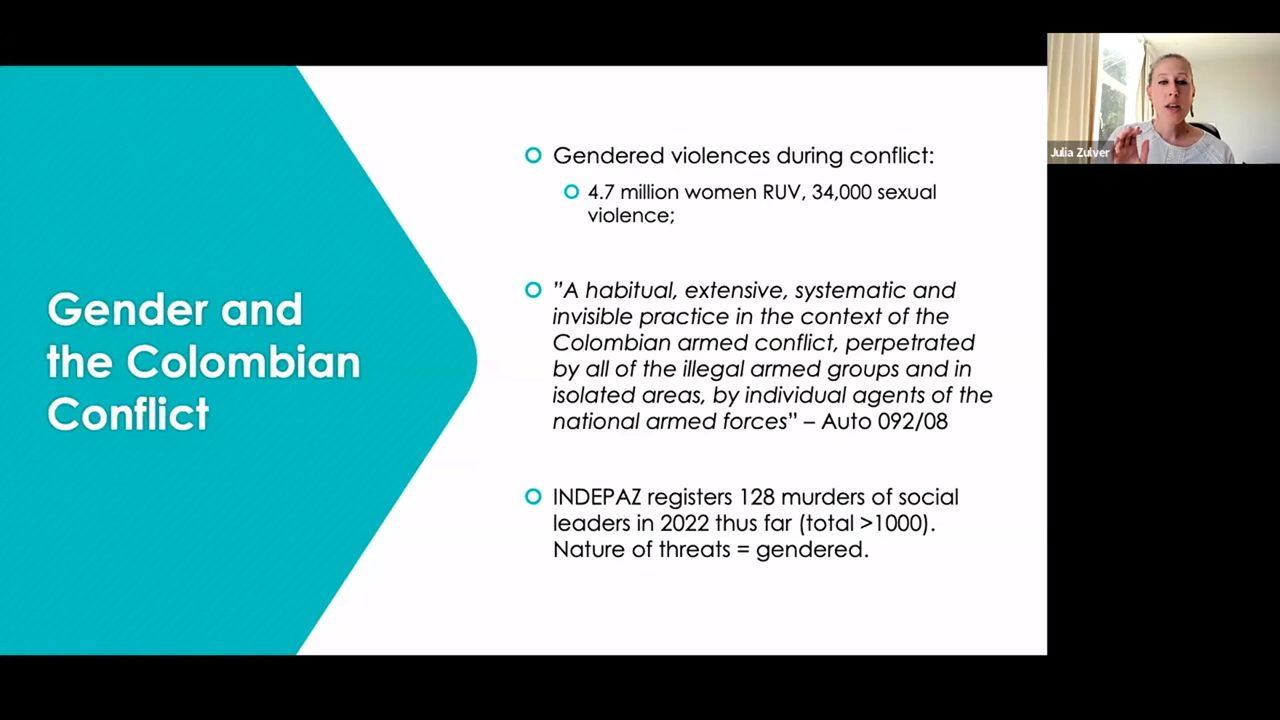 Gender and
the Colombian
Conflict
Gendered violences during conflict:
4.7 million women RUV, 34,000 sexual
violence;
"A habitual, extensive, systematic and
invisible practice in the context of the
Colombian armed conflict, perpetrated
by all of the illegal armed groups and in
isolated areas, by individual agents of the
national armed forces" – Auto 092/08
INDEPAZ registers 128 murders of social
leaders in 2022 thus far (total >1000).
Nature of threats = gendered.
Julia Zulver